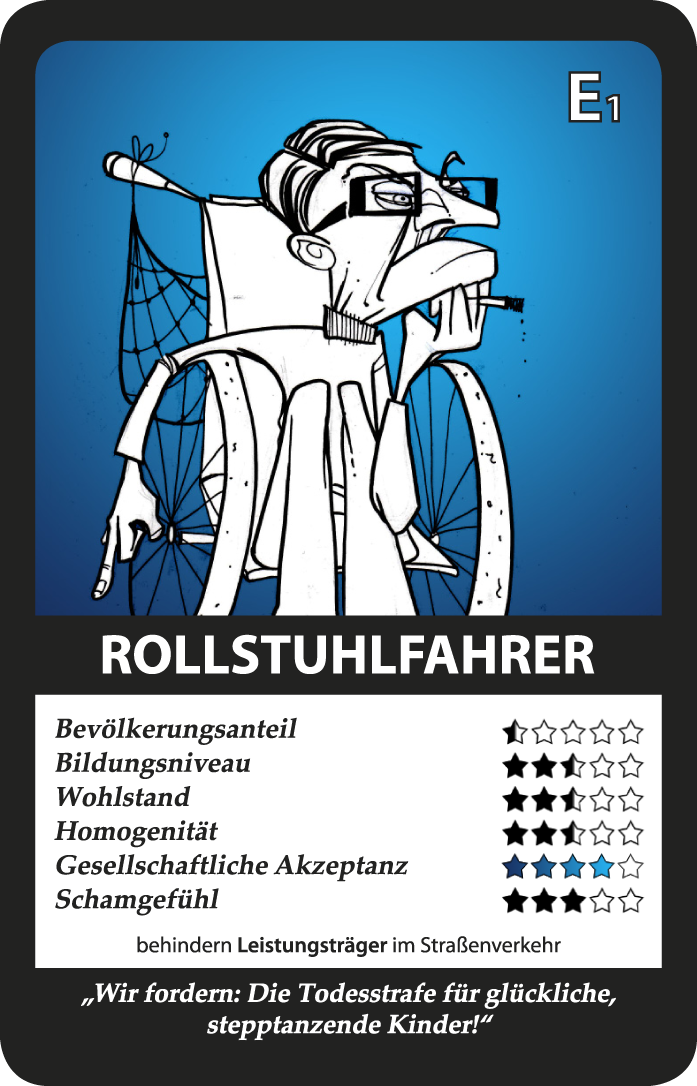 E1
ROLLSTUHLFAHRER
Bevölkerungsanteil
Bildungsniveau
Wohlstand
Homogenität
Gesellschaftliche Akzeptanz
Schamgefühl
behindern Leistungsträger im Straßenverkehr
„Wir fordern: Die Todesstrafe für glückliche,
stepptanzende Kinder!“